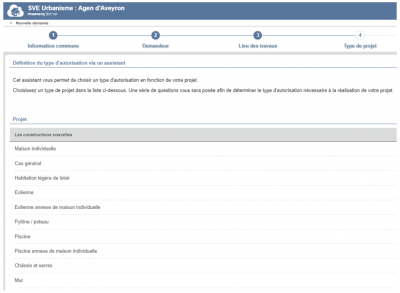 SVE Urbanisme : Agen d'Aveyron
Powered by
Nouvelle demande
1
2
3
4
Information commune
Demandeur
Lieu des travaux
Type de projet
Définition du type d'autorisation via un assistant
Cet assistant vous permet de choisir un type d'autorisation en fonction de votre projet.
Choisissez un type de projet dans la liste ci-dessous. Une série de questions vous sera posée afin de déterminer le type d'autorisation nécessaire à la réalisation de votre projet
Projet
Les constructions nouvelles
Maison individuelle
Cas général
Habitation légère de loisir
Eolienne
Eolienne annexe de maison individuelle
Pylône / poteau
Piscine
Piscine annexe de maison individuelle
Châssis et serres
Mur